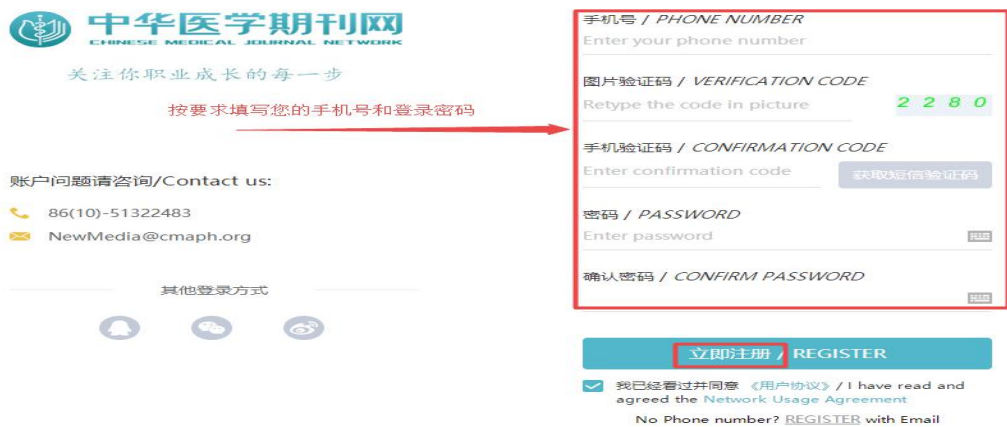 中华医学期刊网
CHINESE MEDICAL JOURNAL NETWORK
关注你职业成长的每一步
按要求填写您的手机号和登录密码
账户问题请咨询/Contact us:
86(10)-51322483
NewMedia@cmaph.org
其他登录方式
手机号 / PHONE NUMBER
Enter your phone number
图片验证码 / VERIFICATION CODE
Retype the code in picture
2 2 8 0
手机验证码 / CONFIRMATION CODE
Enter confirmation code
获取短信验证码
密码 / PASSWORD
Enter password
确认密码 / CONFIRM PASSWORD
立即注册 / REGISTER
我已经看过并同意 《用户协议》 / I have read and
agreed the Network Usage Agreement
No Phone number? REGISTER with Email